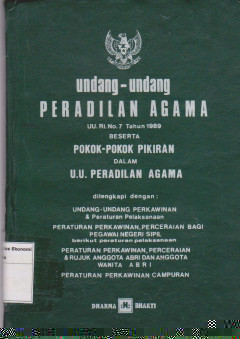 undang-undang
PERADILAN AGAMA
UU. RI. No. 7 Tahun 1989
BESERTA
POKOK-POKOK PIKIRAN
DALAM
U.U. PERADILAN AGAMA
dilengkapi dengan :
UNDANG-UNDANG PERKAWINAN
& Peraturan Pelaksanaan
PERATURAN PERKAWINAN, PERCERAIAN BAGI
PEGAWAI NEGERI SIPIL
berikut peraturan pelaksanaan
PERATURAN PERKAWINAN, PERCERAIAN
& RUJUK ANGGOTA ABRI DAN ANGGOTA
WANITA ABRI
PERATURAN PERKAWINAN CAMPURAN
DHARMA BHAKTI
Ekonomi